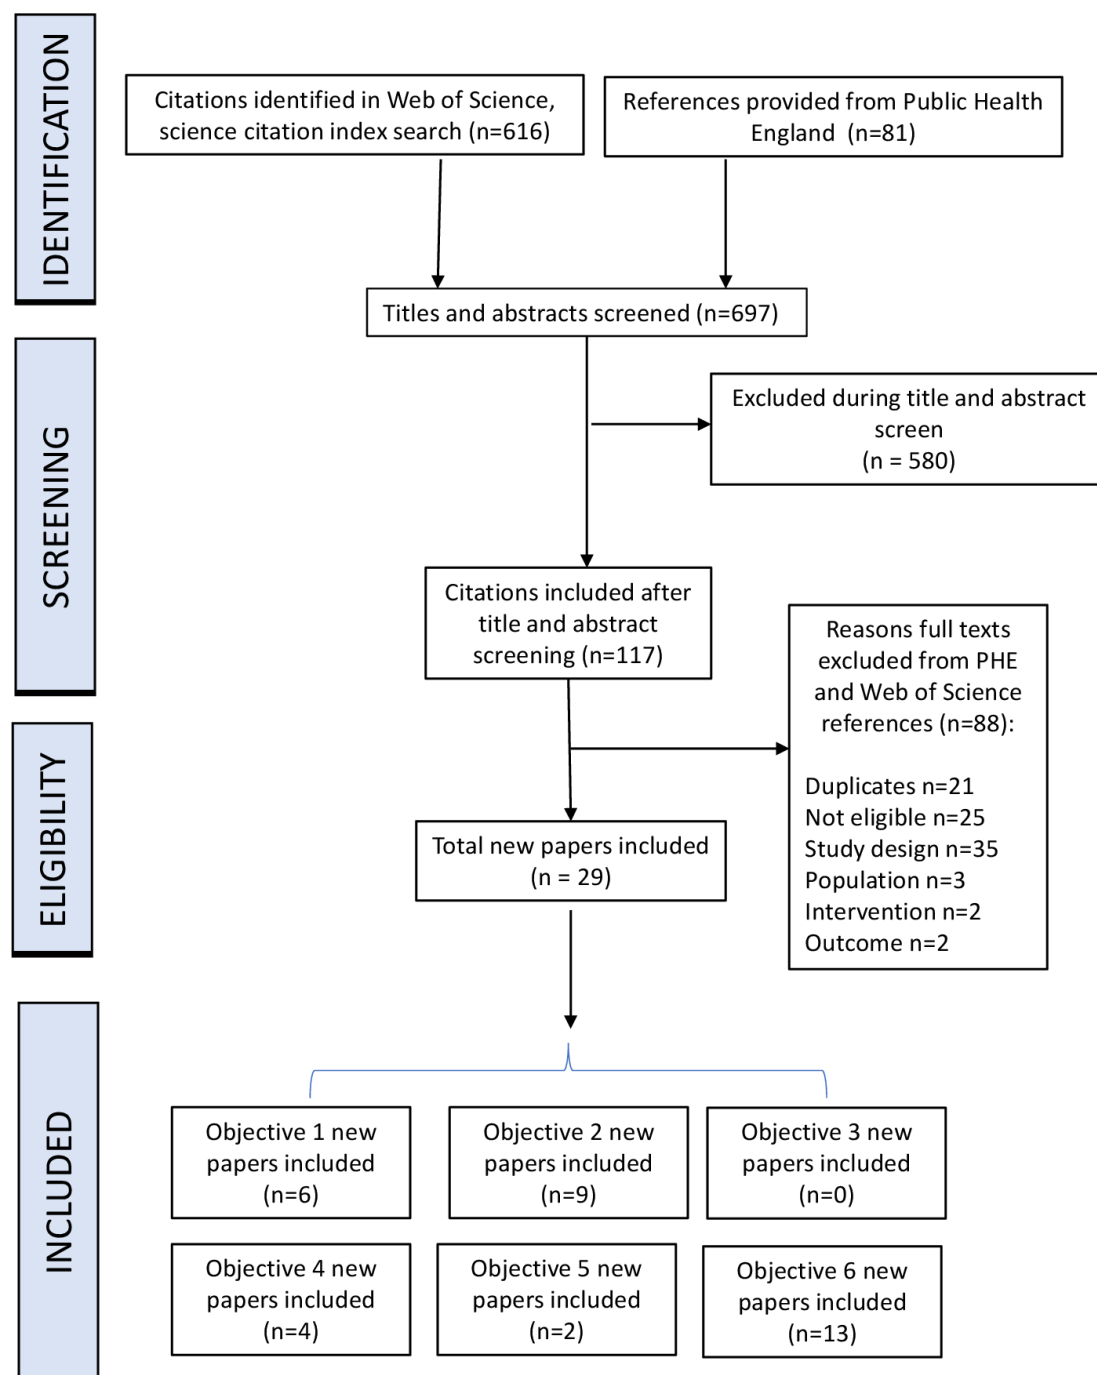 IDENTIFICATION
Citations identified in Web of Science,
science citation index search (n=616)
References provided from Public Health
England  (n=81)
Titles and abstracts screened (n=697)
SCREENING
Excluded during title and abstract
screen
(n = 580)
Citations included after
title and abstract
screening (n=117)
Reasons full texts
excluded from PHE
and Web of Science
references (n=88):
Duplicates n=21
Not eligible n=25
Study design n=35
Population n=3
Intervention n=2
Outcome n=2
ELIGIBILITY
Total new papers included
(n = 29)
INCLUDED
Objective 1 new
papers included
(n=6)
Objective 2 new
papers included
(n=9)
Objective 3 new
papers included
(n=0)
Objective 4 new
papers included
(n=4)
Objective 5 new
papers included
(n=2)
Objective 6 new
papers included
(n=13)